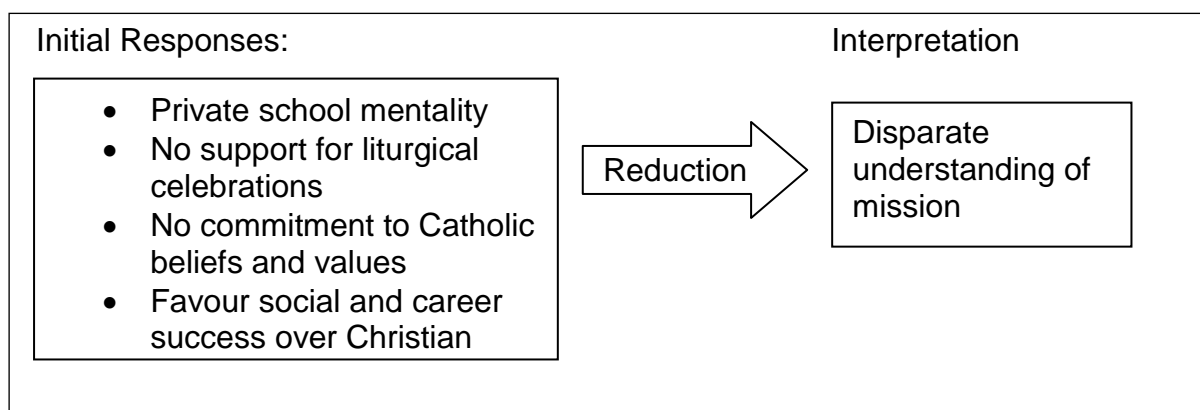 Initial Responses:
Interpretation
• Private school mentality
• No support for liturgical
celebrations
• No commitment to Catholic
beliefs and values
• Favour social and career
success over Christian
Reduction
Disparate
understanding of
mission